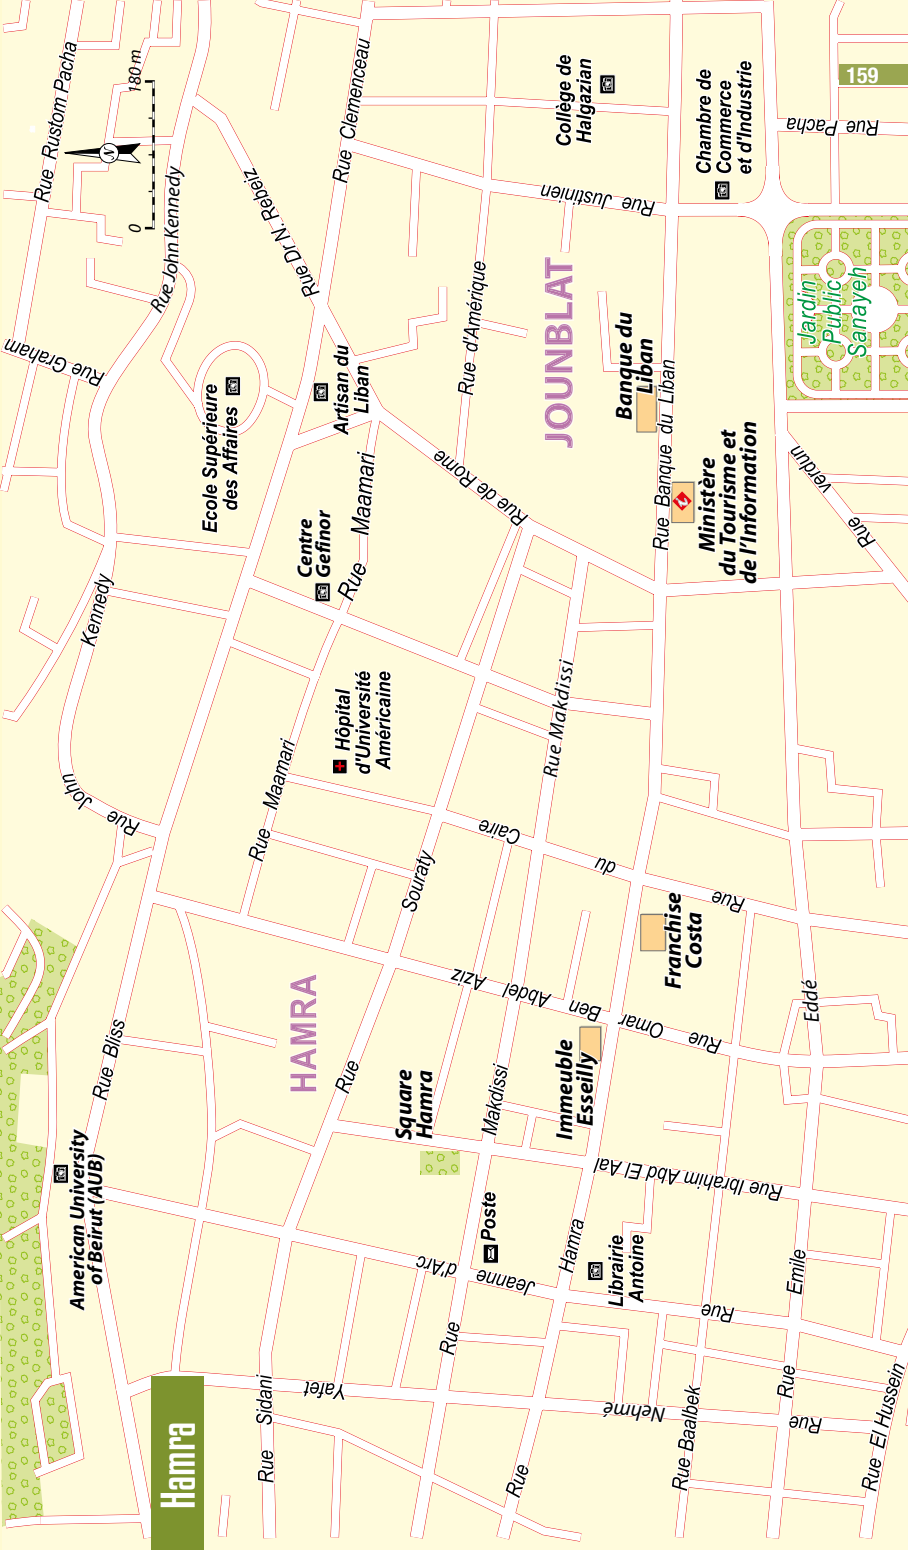 Hamra
159
0
180 m
N
Rue Rustom Pacha
Rue John Kennedy
Rue Graham
Rue Dr N. Rebeiz
Rue Clemenceau
Rue d'Amérique
Rue Justinien
Rue Pacha
Collège de
Halgazian
Chambre de
Commerce
et d'Industrie
Jardin
Public
Sanayeh
JOUNBLAT
Banque du
Liban
Rue Banque du Liban
Ministère
du Tourisme et
de l'Information
Rue verdun
Ecole Supérieure
des Affaires
Artisan du
Liban
Centre
Gefinor
Rue Maamari
Rue de Rome
Rue John Kennedy
Hôpital
d'Université
Américaine
Rue Maamari
Rue Makdissi
Rue du Caire
Rue Souraty
Franchise
Costa
HAMRA
Rue Omar Ben Abdel Aziz
Rue Bliss
American University
of Beirut (AUB)
Square
Hamra
Immeuble
Esseilly
Rue Makdissi
Rue Ibrahim Abd El Aal
Poste
Rue Hamra
Librairie
Antoine
Rue Jeanne d'Arc
Rue Emile Eddé
Rue Sidani
Rue Nehmé Yafet
Rue Baalbek
Rue El Hussein